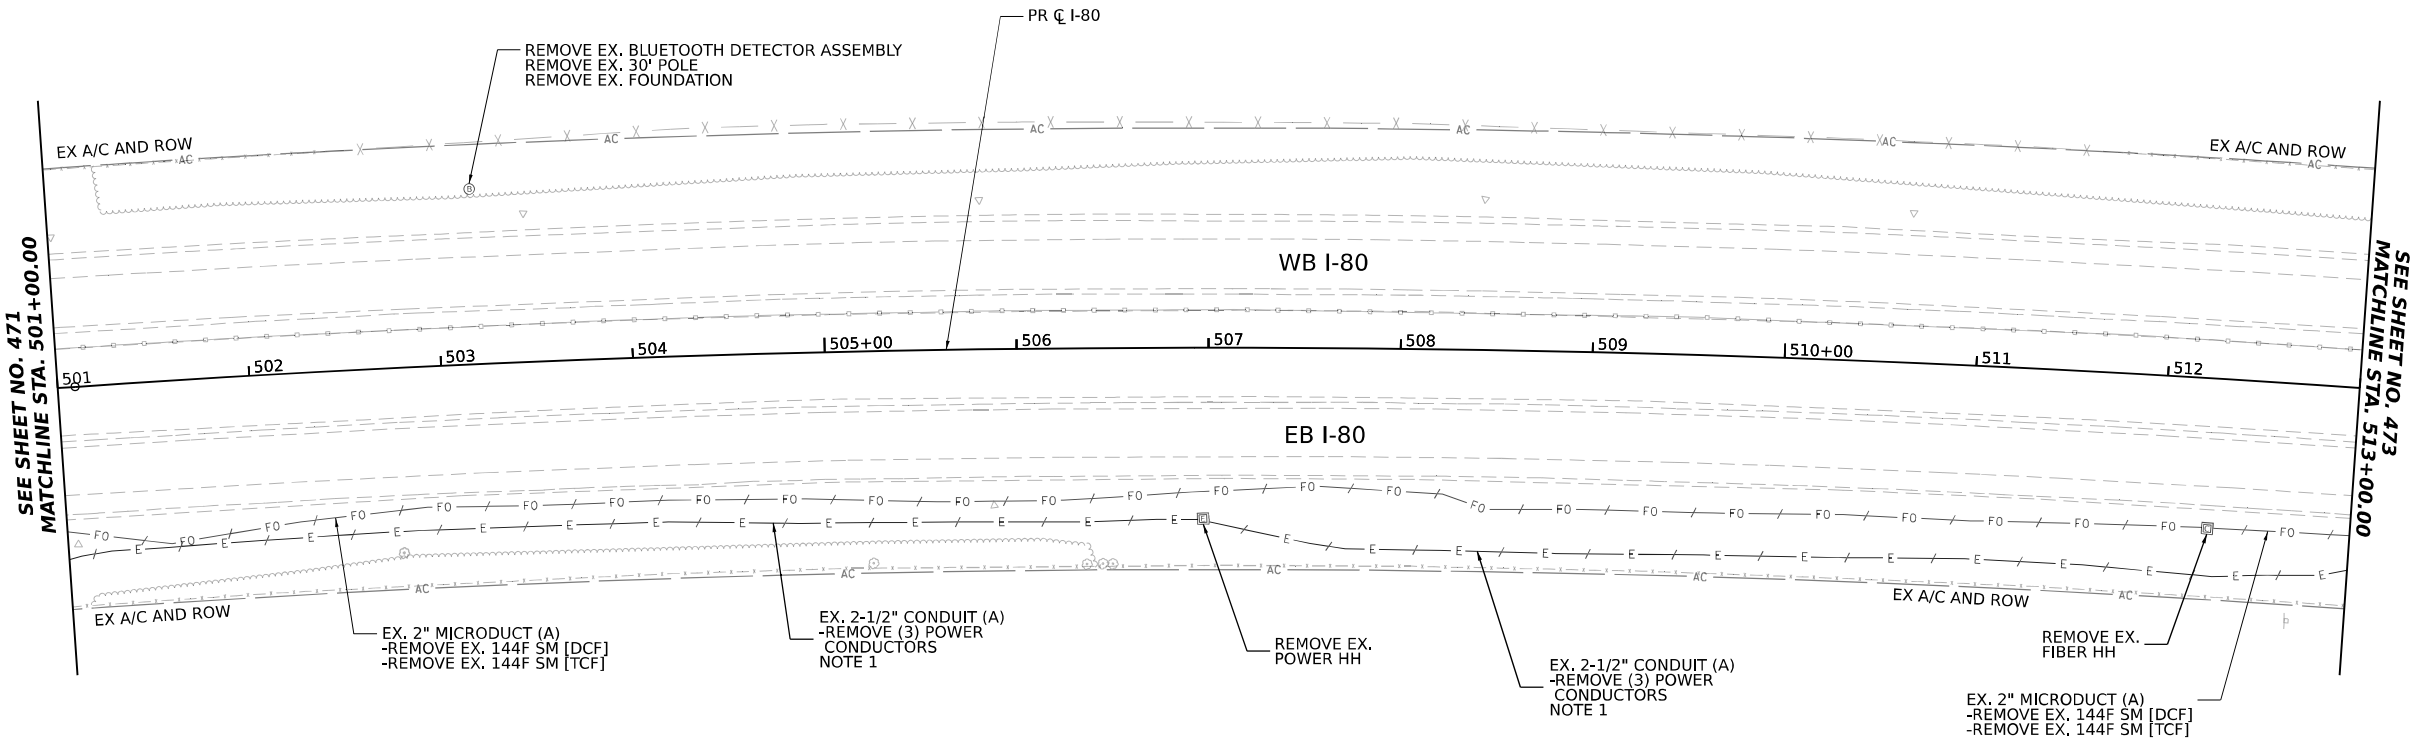 PR ℄ I-80
REMOVE EX. BLUETOOTH DETECTOR ASSEMBLY
REMOVE EX. 30' POLE
REMOVE EX. FOUNDATION
EX A/C AND ROW
AC
AC
AC
AC
AC
EX A/C AND ROW
AC
B
WB I-80
SEE SHEET NO. 471
MATCHLINE STA. 501+00.00
SEE SHEET NO. 473
MATCHLINE STA. 513+00.00
501
502
503
504
505+00
506
507
508
509
510+00
511
512
EB I-80
FO FO FO FO FO FO FO FO FO FO FO FO FO FO FO FO FO FO FO FO FO FO FO FO FO FO
E E E E E E E E E E E E E E E E E E E E E E E E E E
AC AC AC AC AC
EX A/C AND ROW
EX A/C AND ROW
EX. 2" MICRODUCT (A)
-REMOVE EX. 144F SM [DCF]
-REMOVE EX. 144F SM [TCF]
EX. 2-1/2" CONDUIT (A)
-REMOVE (3) POWER
CONDUCTORS
NOTE 1
REMOVE EX.
POWER HH
EX. 2-1/2" CONDUIT (A)
-REMOVE (3) POWER
CONDUCTORS
NOTE 1
REMOVE EX.
FIBER HH
EX. 2" MICRODUCT (A)
-REMOVE EX. 144F SM [DCF]
-REMOVE EX. 144F SM [TCF]